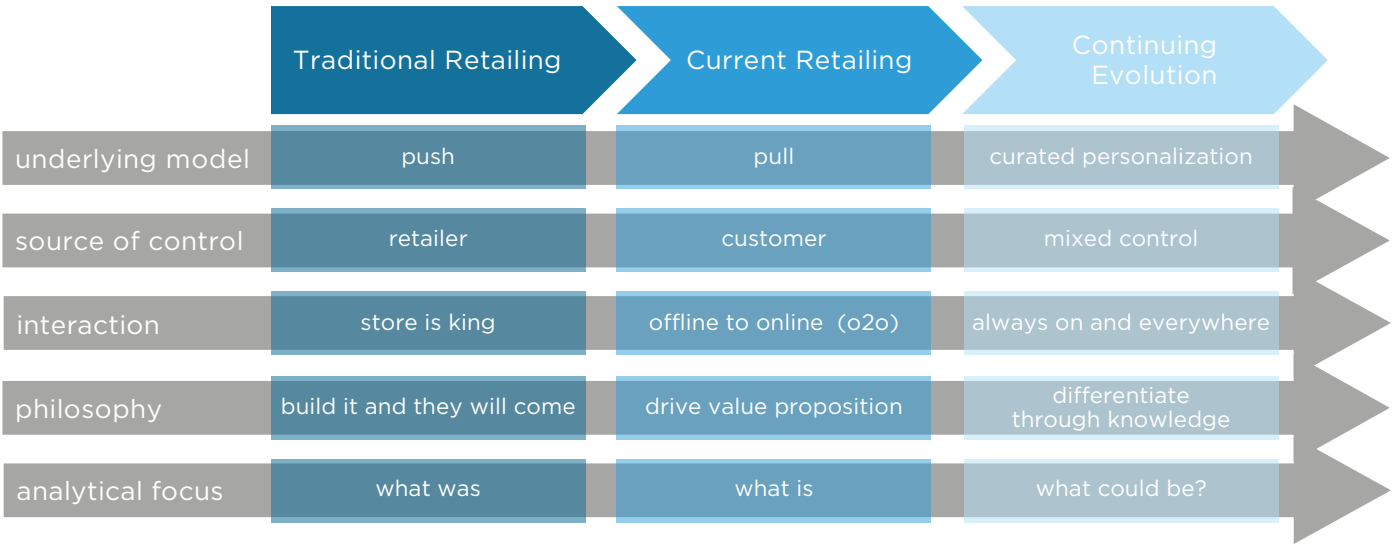 Traditional Retailing
Current Retailing
Continuing
Evolution
underlying model
push
pull
curated personalization
source of control
retailer
customer
mixed control
interaction
store is king
offline to online (o2o)
always on and everywhere
philosophy
build it and they will come
drive value proposition
differentiate
through knowledge
analytical focus
what was
what is
what could be?